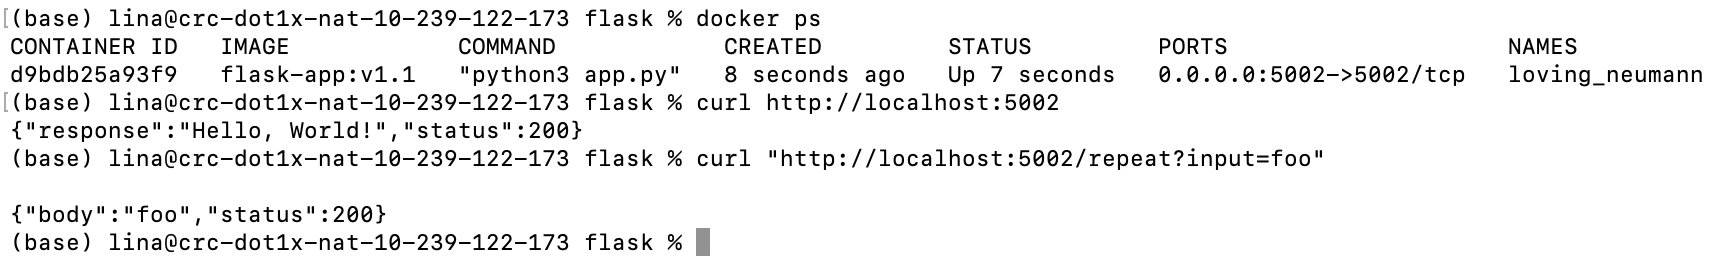 [(base) lina@crc-dot1x-nat-10-239-122-173 flask % docker ps
CONTAINER ID   IMAGE            COMMAND            CREATED         STATUS         PORTS                    NAMES
d9bdb25a93f9   flask-app:v1.1   "python3 app.py"   8 seconds ago   Up 7 seconds   0.0.0.0:5002->5002/tcp   loving_neumann
[(base) lina@crc-dot1x-nat-10-239-122-173 flask % curl http://localhost:5002
{"response":"Hello, World!","status":200}
(base) lina@crc-dot1x-nat-10-239-122-173 flask % curl "http://localhost:5002/repeat?input=foo"
{"body":"foo","status":200}
(base) lina@crc-dot1x-nat-10-239-122-173 flask %